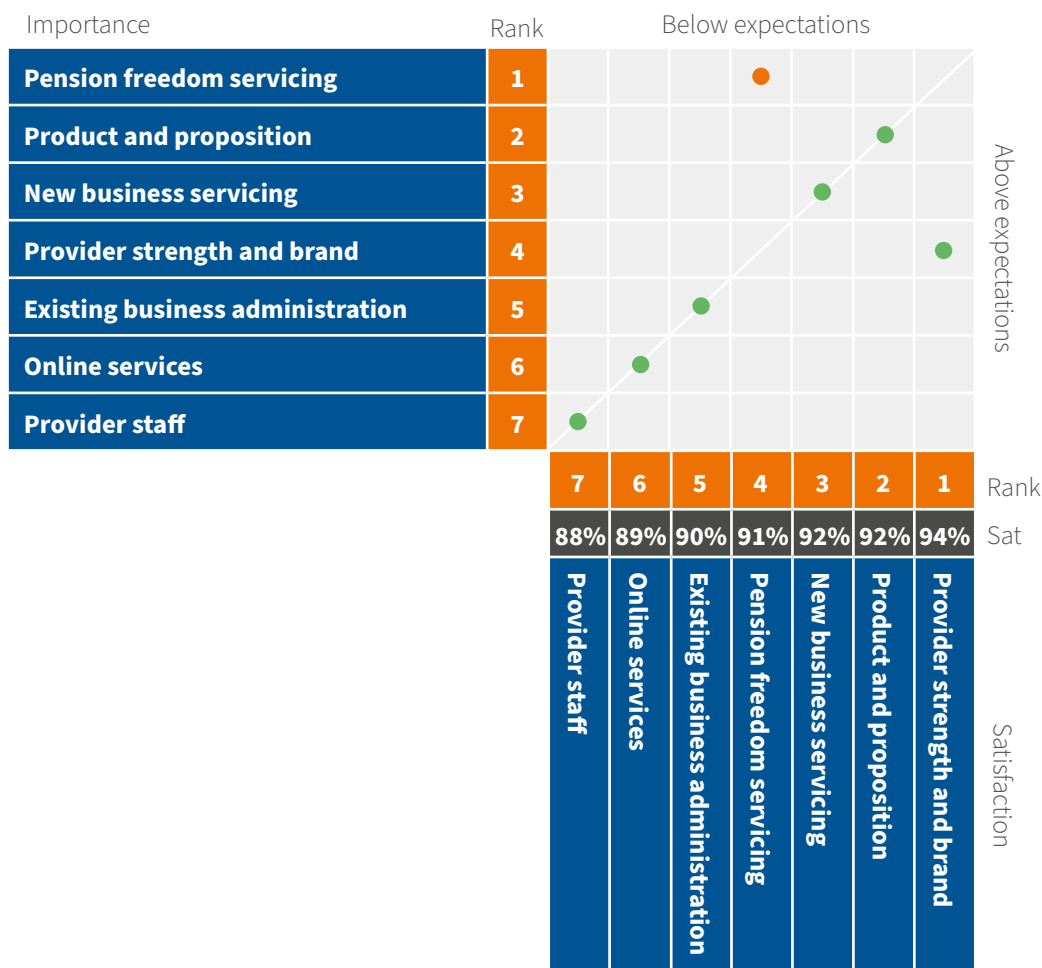 Importance
Rank
Below expectations
Pension freedom servicing
1
Product and proposition
2
New business servicing
3
Provider strength and brand
4
Existing business administration
5
Online services
6
Provider staff
7
Above expectations
7 6 5 4 3 2 1 Rank
88% 89% 90% 91% 92% 92% 94% Sat
Provider staff
Online services
Existing business administration
Pension freedom servicing
New business servicing
Product and proposition
Provider strength and brand
Satisfaction